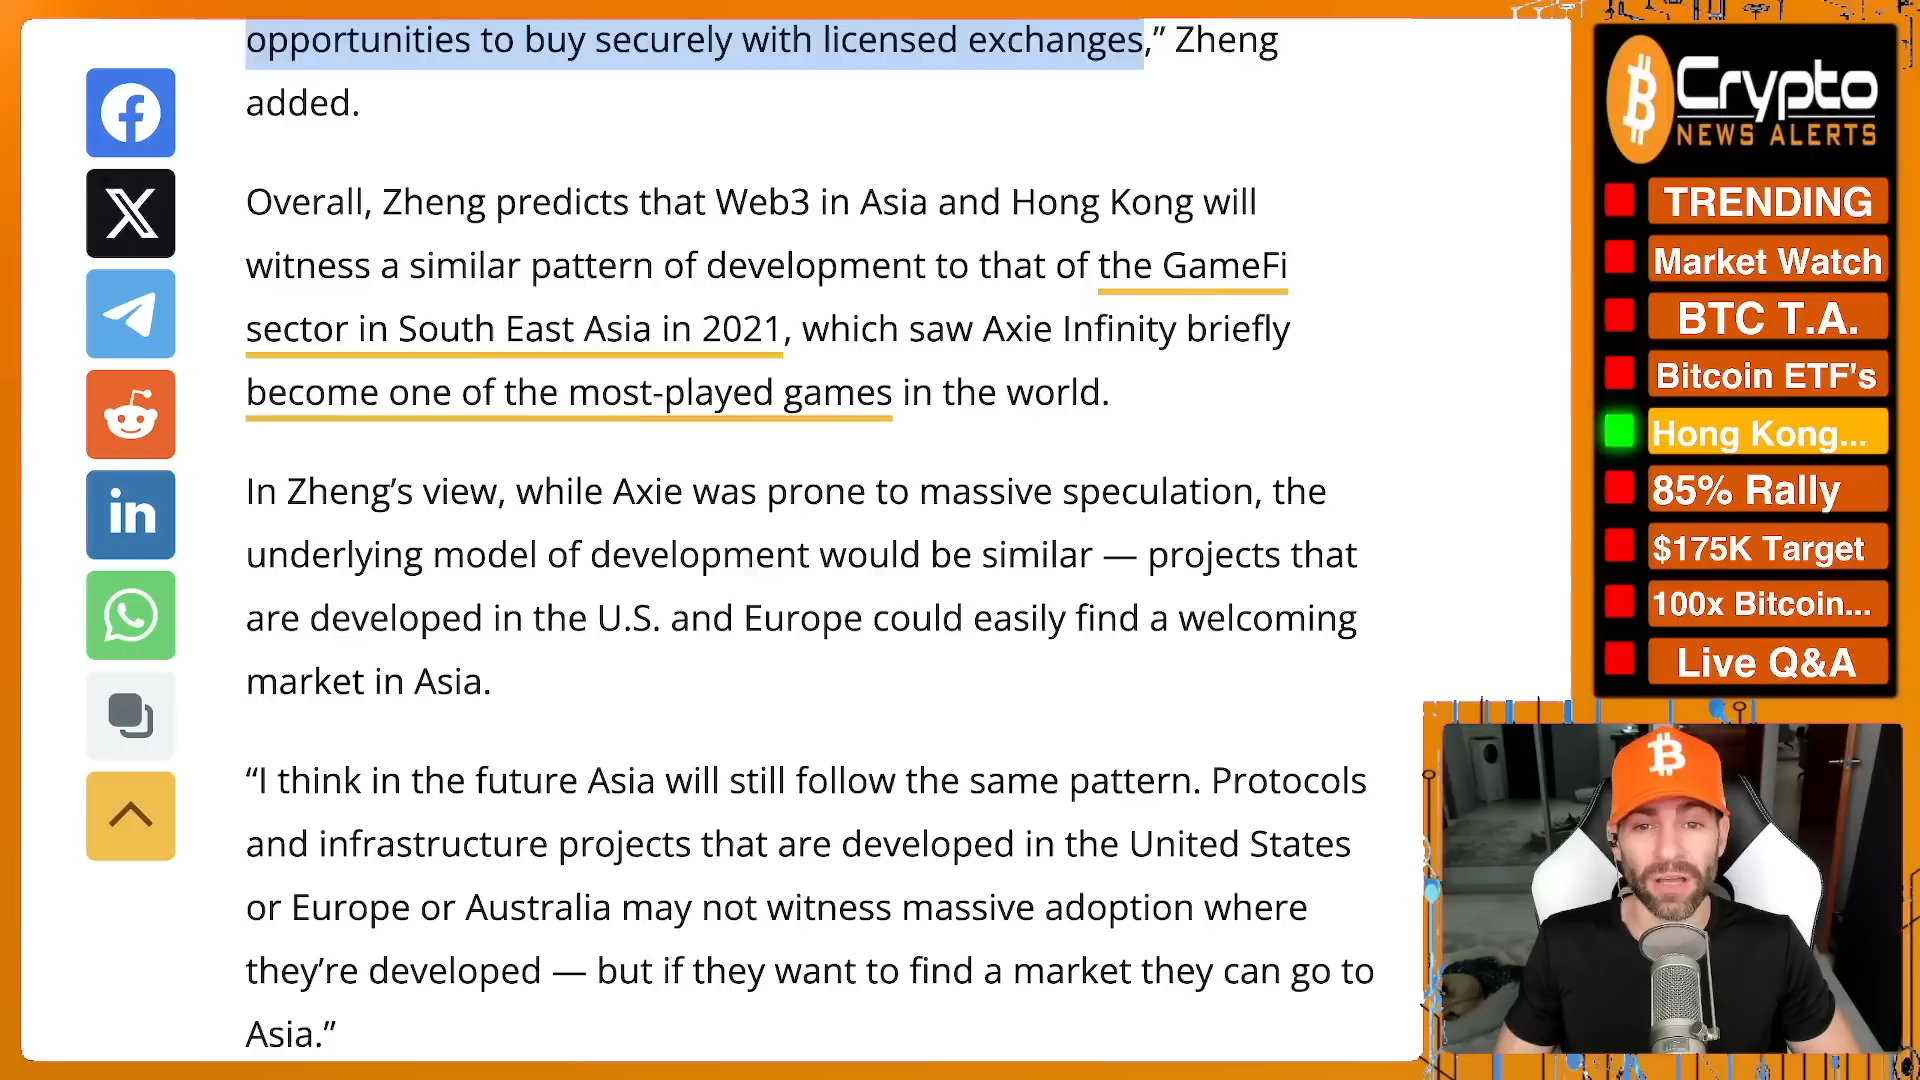 opportunities to buy securely with licensed exchanges,” Zheng
added.
Overall, Zheng predicts that Web3 in Asia and Hong Kong will
witness a similar pattern of development to that of the GameFi
sector in South East Asia in 2021, which saw Axie Infinity briefly
become one of the most-played games in the world.
In Zheng’s view, while Axie was prone to massive speculation, the
underlying model of development would be similar — projects that
are developed in the U.S. and Europe could easily find a welcoming
market in Asia.
“I think in the future Asia will still follow the same pattern. Protocols
and infrastructure projects that are developed in the United States
or Europe or Australia may not witness massive adoption where
they’re developed — but if they want to find a market they can go to
Asia.”
Crypto
NEWS ALERTS
TRENDING
Market Watch
BTC T.A.
Bitcoin ETF's
Hong Kong...
85% Rally
$175K Target
100x Bitcoin...
Live Q&A